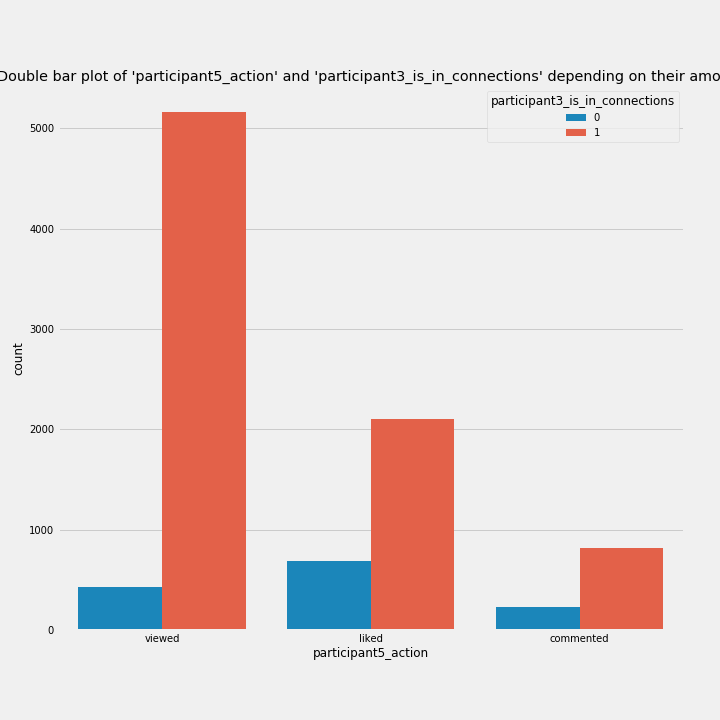 Double bar plot of 'participant5_action' and 'participant3_is_in_connections' depending on their amo
participant3_is_in_connections
0
1
5000
4000
3000
2000
1000
0
count
viewed
liked
commented
participant5_action